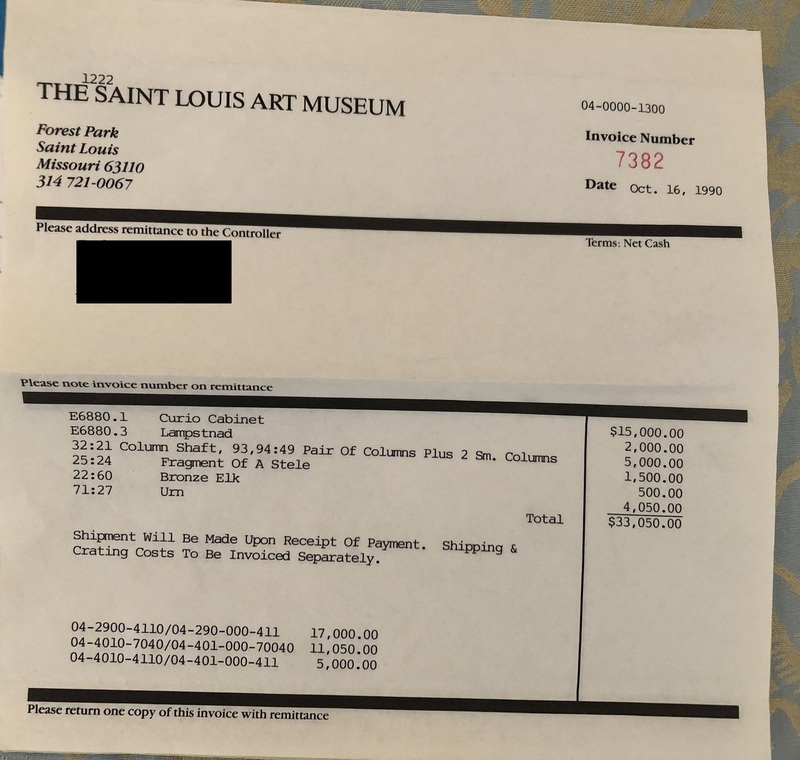 1222
THE SAINT LOUIS ART MUSEUM
04-0000-1300
Forest Park
Saint Louis
Missouri 63110
314 721-0067
Invoice Number
7382
Date Oct. 16, 1990
Please address remittance to the Controller
Terms: Net Cash
Please note invoice number on remittance
E6880.1 Curio Cabinet $15,000.00
E6880.3 Lampstnad 2,000.00
32:21 Column Shaft, 93,94:49 Pair Of Columns Plus 2 Sm. Columns 5,000.00
25:24 Fragment Of A Stele 1,500.00
22:60 Bronze Elk 500.00
71:27 Urn 4,050.00
Total $33,050.00
Shipment Will Be Made Upon Receipt Of Payment. Shipping &
Crating Costs To Be Invoiced Separately.
04-2900-4110/04-290-000-411 17,000.00
04-4010-7040/04-401-000-70040 11,050.00
04-4010-4110/04-401-000-411 5,000.00
Please return one copy of this invoice with remittance